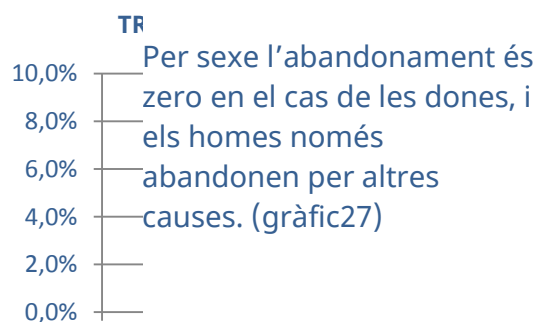 TR
Per sexe l’abandonament és
zero en el cas de les dones, i
els homes només
abandonen per altres
causes. (gràfic27)
10,0%
8,0%
6,0%
4,0%
2,0%
0,0%